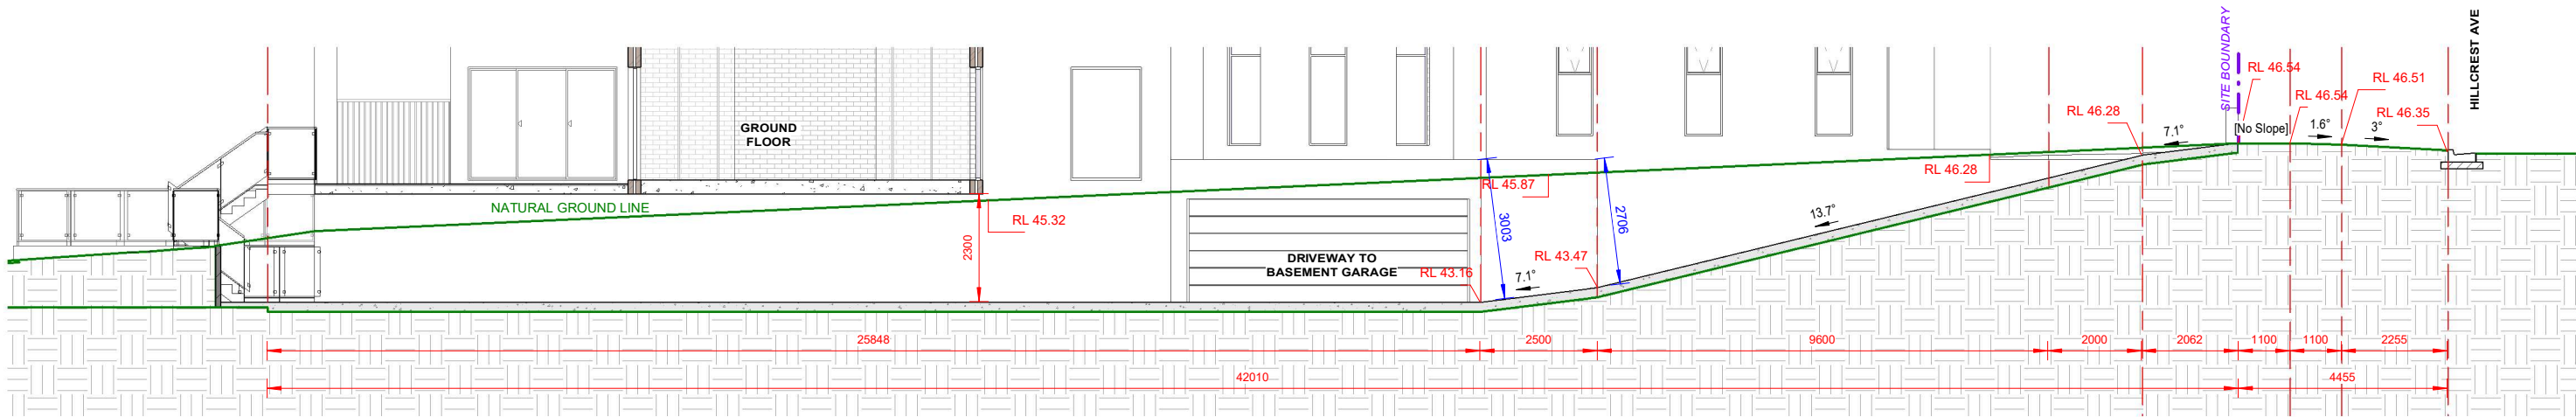 SITE BOUNDARY
HILLCREST AVE
RL 46.54
RL 46.51
RL 46.54
RL 46.28
RL 46.35
7.1°
[No Slope]
1.6°
3°
GROUND
FLOOR
RL 46.28
RL 45.87
NATURAL GROUND LINE
RL 45.32
13.7°
3003
2706
2300
DRIVEWAY TO
BASEMENT GARAGE
RL 43.47
RL 43.16
7.1°
25848
2500
9600
2000
2062
1100
1100
2255
42010
4455